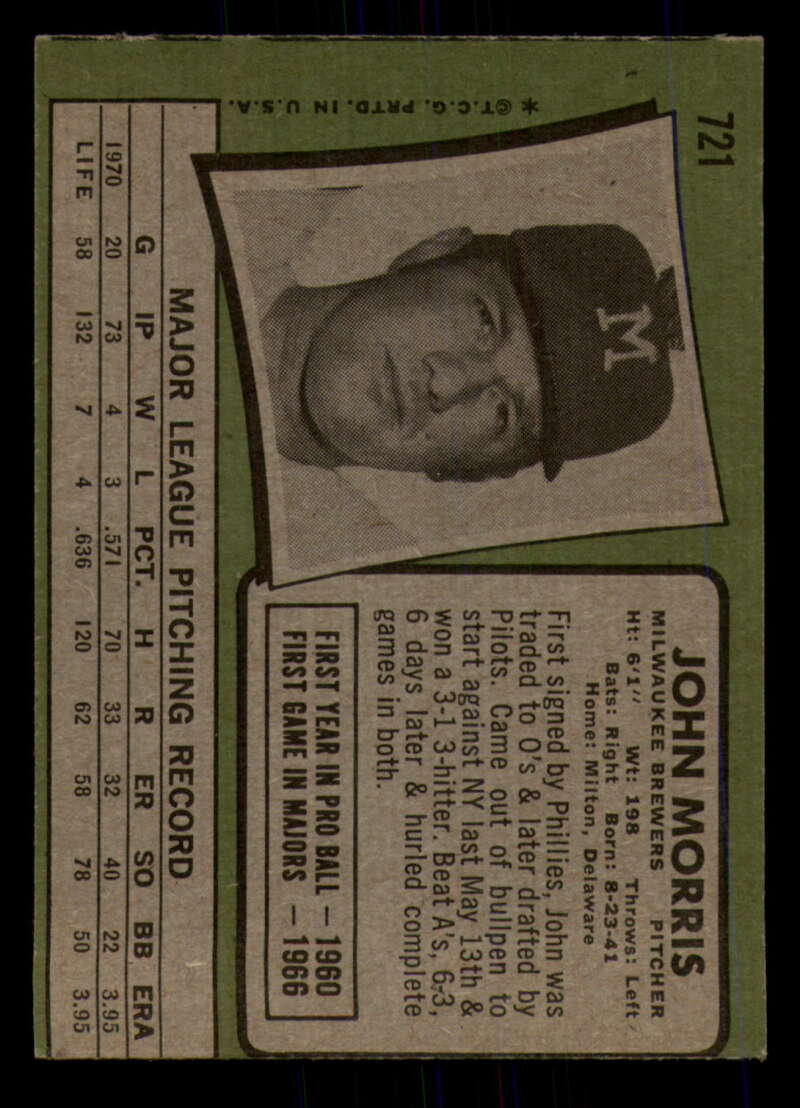 721
* ©T.C.G. PRTD. IN U.S.A.
M
JOHN MORRIS
MILWAUKEE BREWERS PITCHER
Ht: 6'1" Wt: 198 Throws: Left
Bats: Right Born: 8-23-41
Home: Milton, Delaware
First signed by Phillies, John was
traded to O's & later drafted by
Pilots. Came out of bullpen to
start against NY last May 13th &
won a 3-1 3-hitter. Beat A's, 6-3,
6 days later & hurled complete
games in both.
FIRST YEAR IN PRO BALL — 1960
FIRST GAME IN MAJORS — 1966
MAJOR LEAGUE PITCHING RECORD
G IP W L PCT. H R ER SO BB ERA
1970 20 73 4 3 .571 70 33 32 40 22 3.95
LIFE 58 132 7 4 .636 120 62 58 78 50 3.95